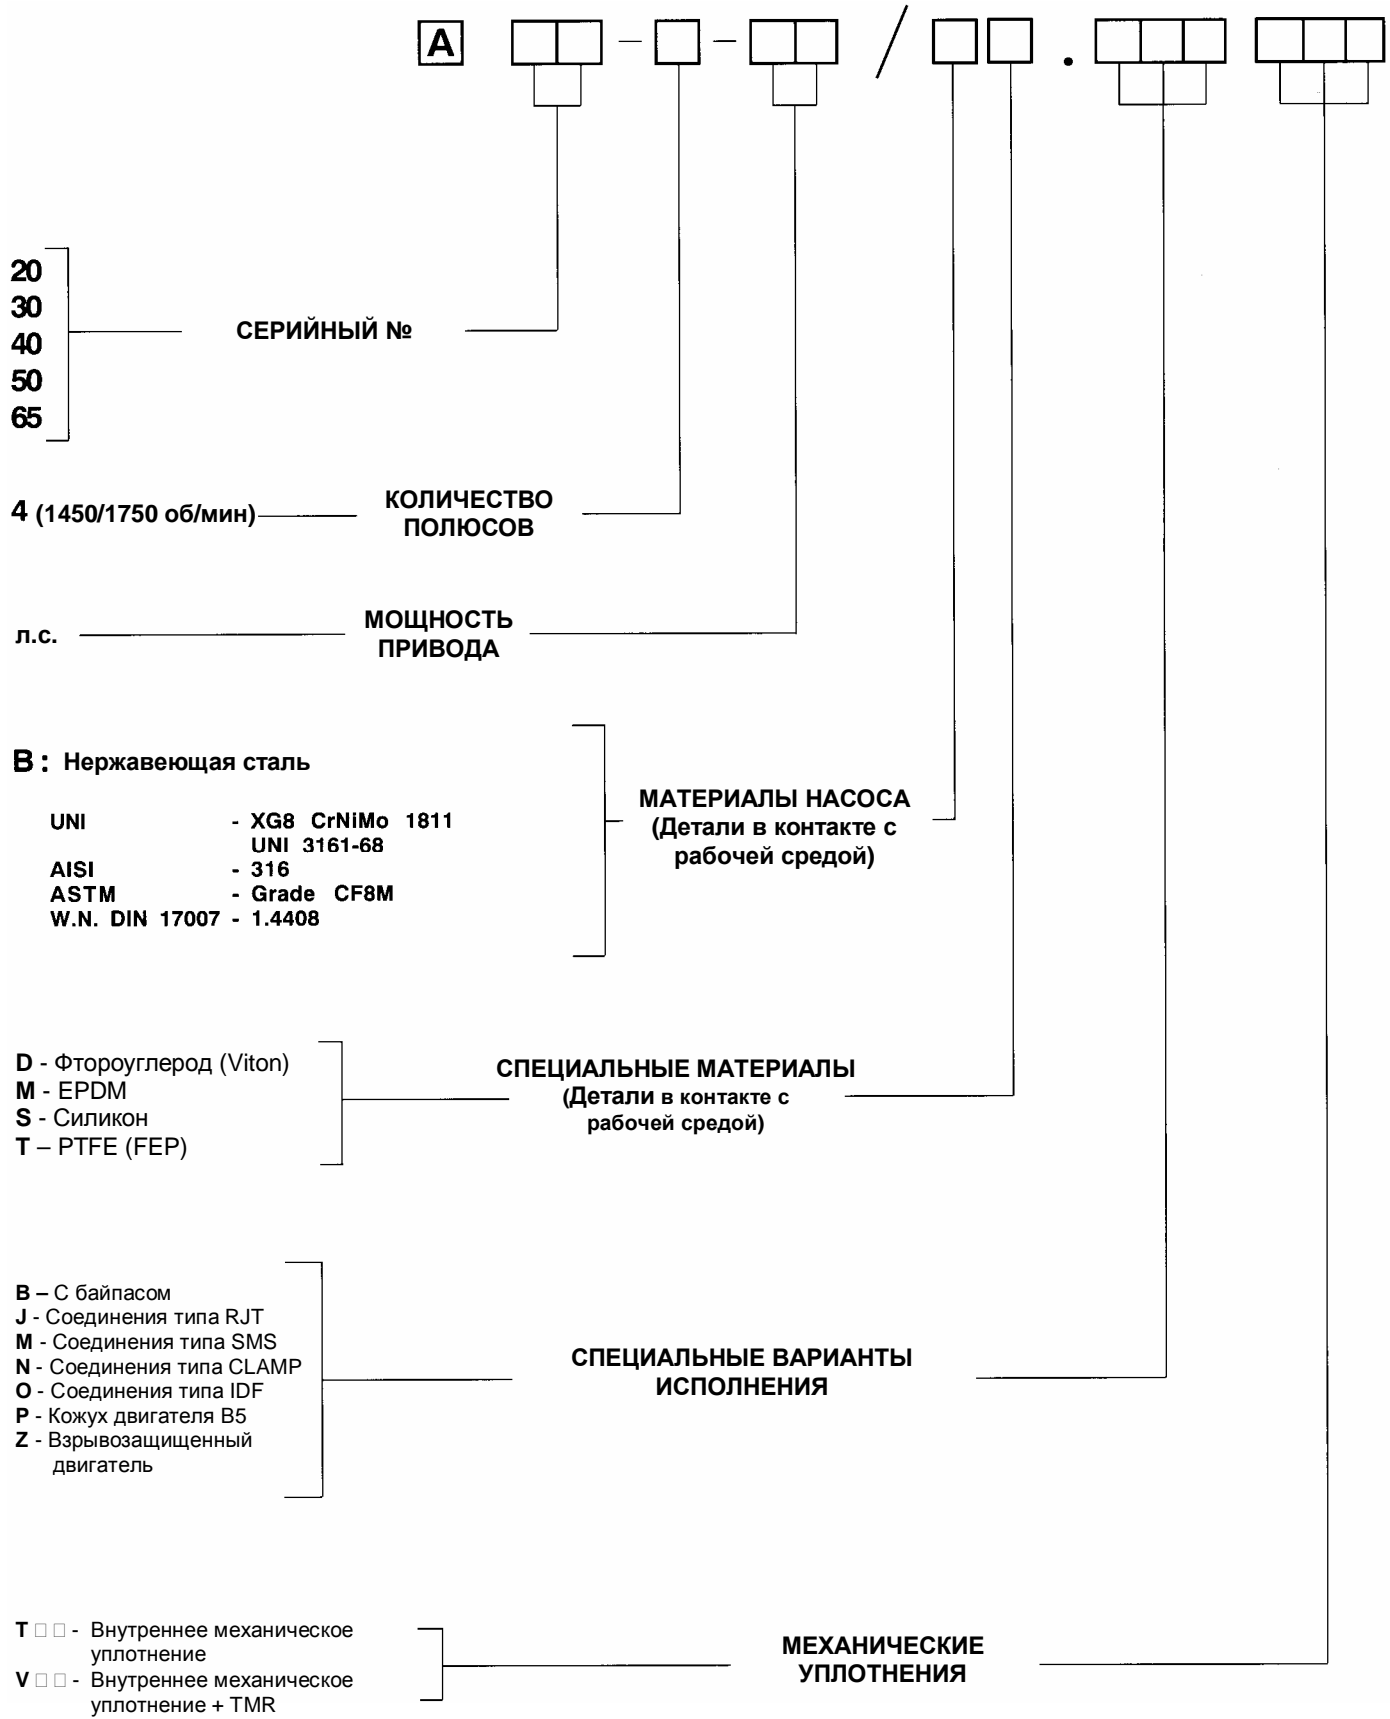 A – – / .
20
30
40
50
65
СЕРИЙНЫЙ №
4 (1450/1750 об/мин)
КОЛИЧЕСТВО
ПОЛЮСОВ
л.с.
МОЩНОСТЬ
ПРИВОДА
B : Нержавеющая сталь
UNI - XG8 CrNiMo 1811
UNI 3161-68
AISI - 316
ASTM - Grade CF8M
W.N. DIN 17007 - 1.4408
МАТЕРИАЛЫ НАСОСА
(Детали в контакте с
рабочей средой)
D - Фтороуглерод (Viton)
M - EPDM
S - Силикон
T – PTFE (FEP)
СПЕЦИАЛЬНЫЕ МАТЕРИАЛЫ
(Детали в контакте с
рабочей средой)
B – С байпасом
J - Соединения типа RJT
M - Соединения типа SMS
N - Соединения типа CLAMP
O - Соединения типа IDF
P - Кожух двигателя B5
Z - Взрывозащищенный
двигатель
СПЕЦИАЛЬНЫЕ ВАРИАНТЫ
ИСПОЛНЕНИЯ
T □ □ - Внутреннее механическое
уплотнение
V □ □ - Внутреннее механическое
уплотнение + TMR
МЕХАНИЧЕСКИЕ
УПЛОТНЕНИЯ